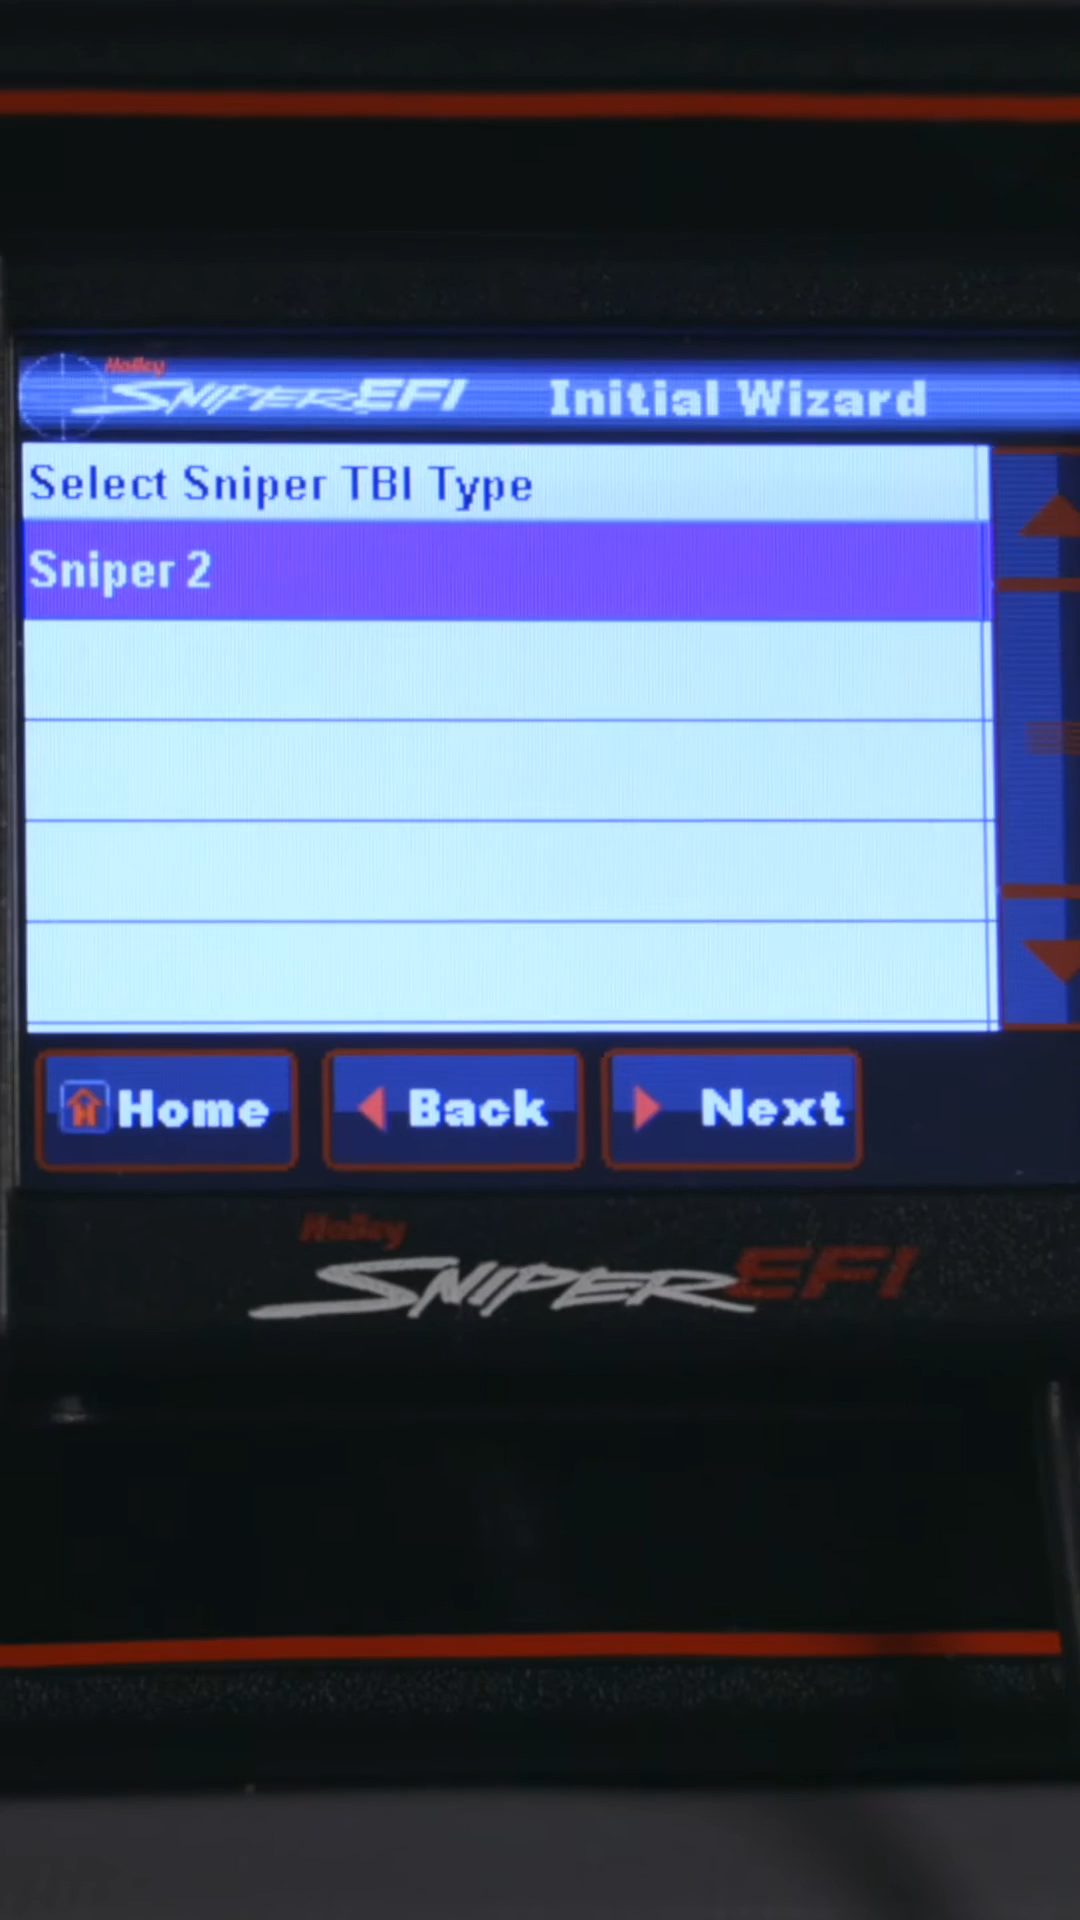 Holley
SNIPER EFI Initial Wizard
Select Sniper TBI Type
Sniper 2
Home Back Next
Holley
SNIPER EFI